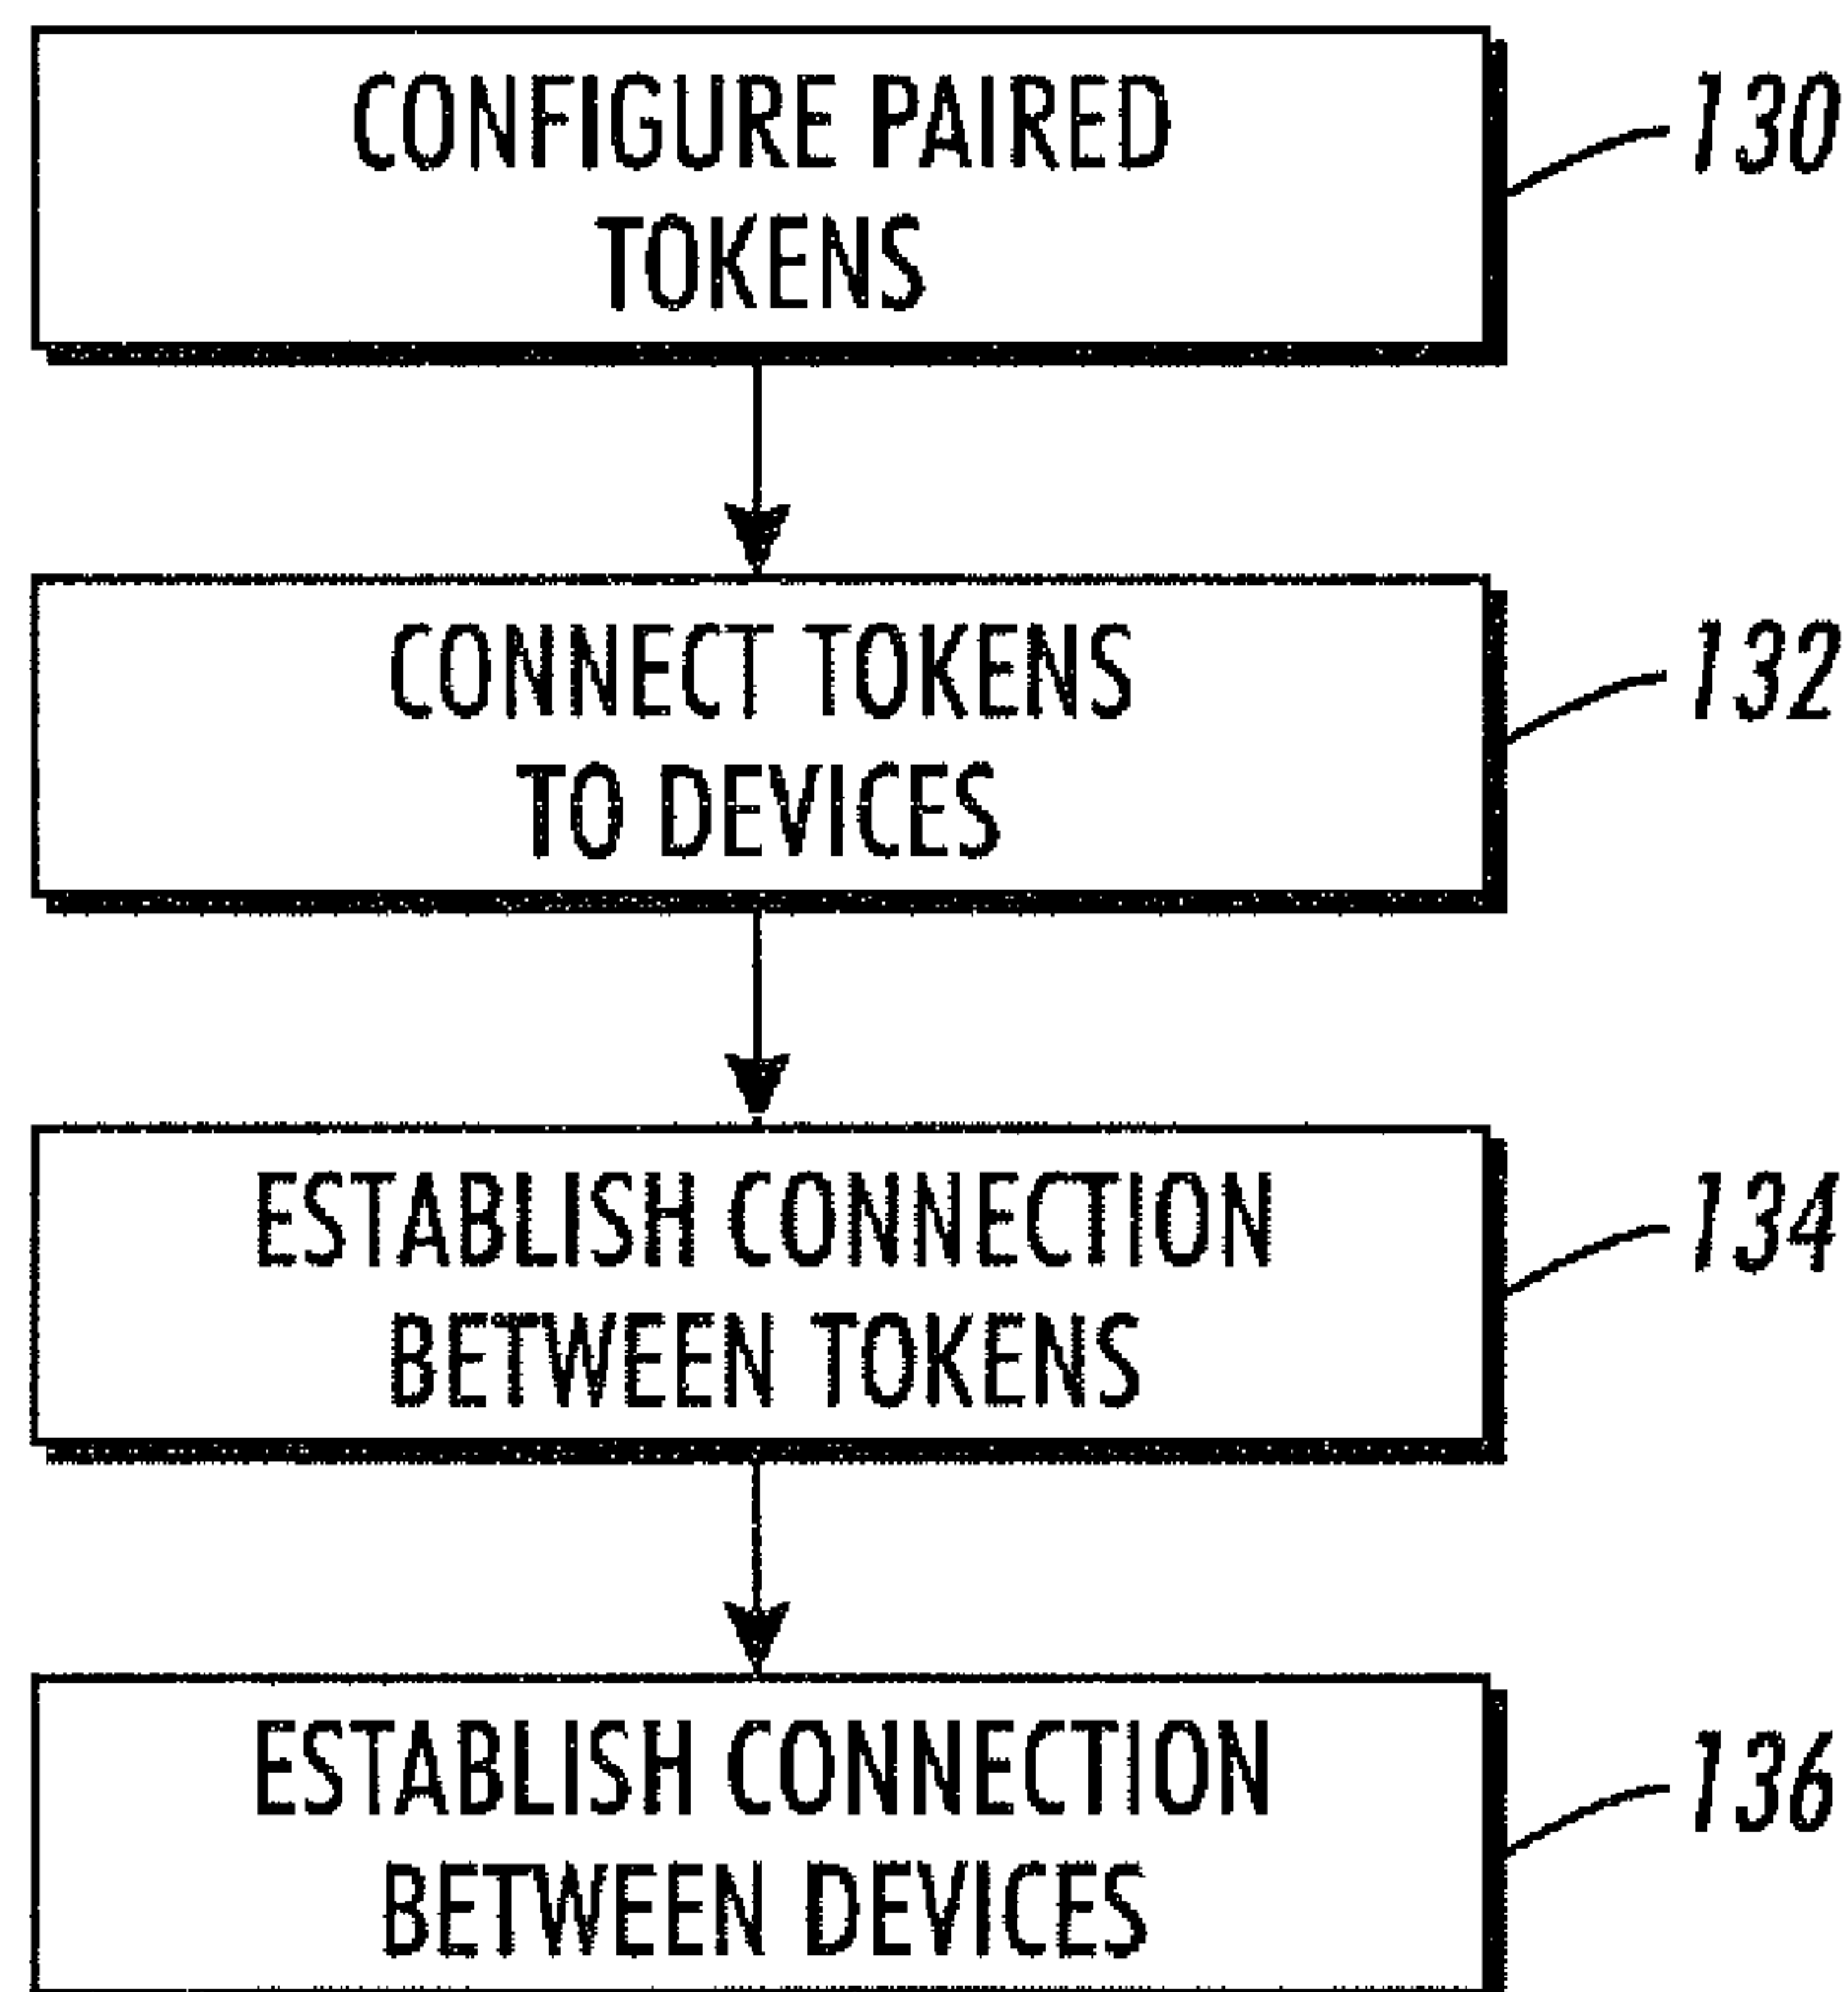 CONFIGURE PAIRED
TOKENS
130
CONNECT TOKENS
TO DEVICES
132
ESTABLISH CONNECTION
BETWEEN TOKENS
134
ESTABLISH CONNECTION
BETWEEN DEVICES
136